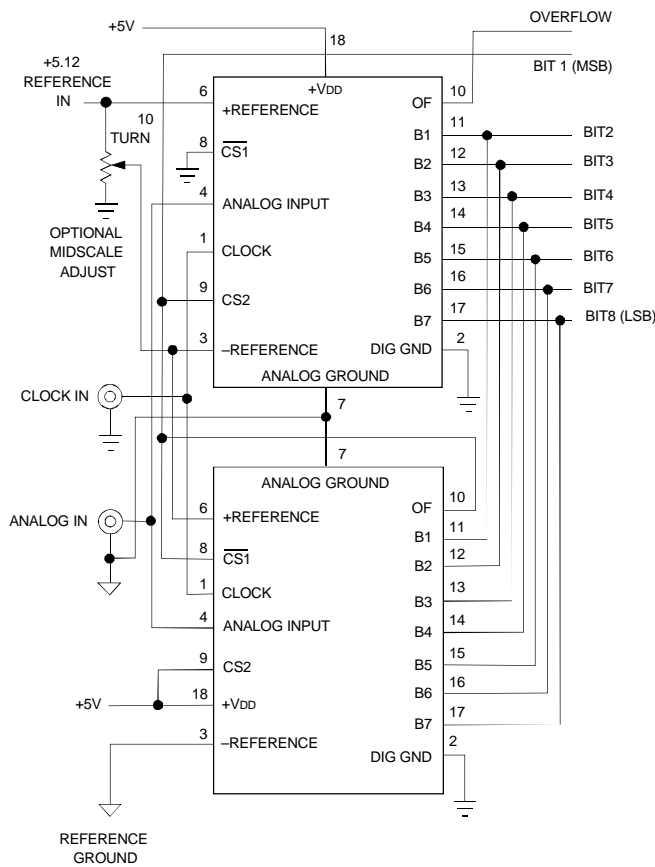 OVERFLOW
+5V
18
BIT 1 (MSB)
+5.12
REFERENCE
IN
+VDD
6
+REFERENCE
OF
10
10
TURN
8
CS1
B1
11
BIT2
B2
12
BIT3
4
ANALOG INPUT
B3
13
BIT4
OPTIONAL
MIDSCALE
ADJUST
B4
14
BIT5
1
CLOCK
B5
15
BIT6
9
CS2
B6
16
BIT7
B7
17
BIT8 (LSB)
3
–REFERENCE
DIG GND
2
ANALOG GROUND
CLOCK IN
7
7
ANALOG GROUND
ANALOG IN
6
+REFERENCE
OF
10
B1
11
8
CS1
B2
12
1
CLOCK
B3
13
4
ANALOG INPUT
B4
14
9
CS2
B5
15
+5V
18
+VDD
B6
16
B7
17
3
–REFERENCE
DIG GND
2
REFERENCE
GROUND